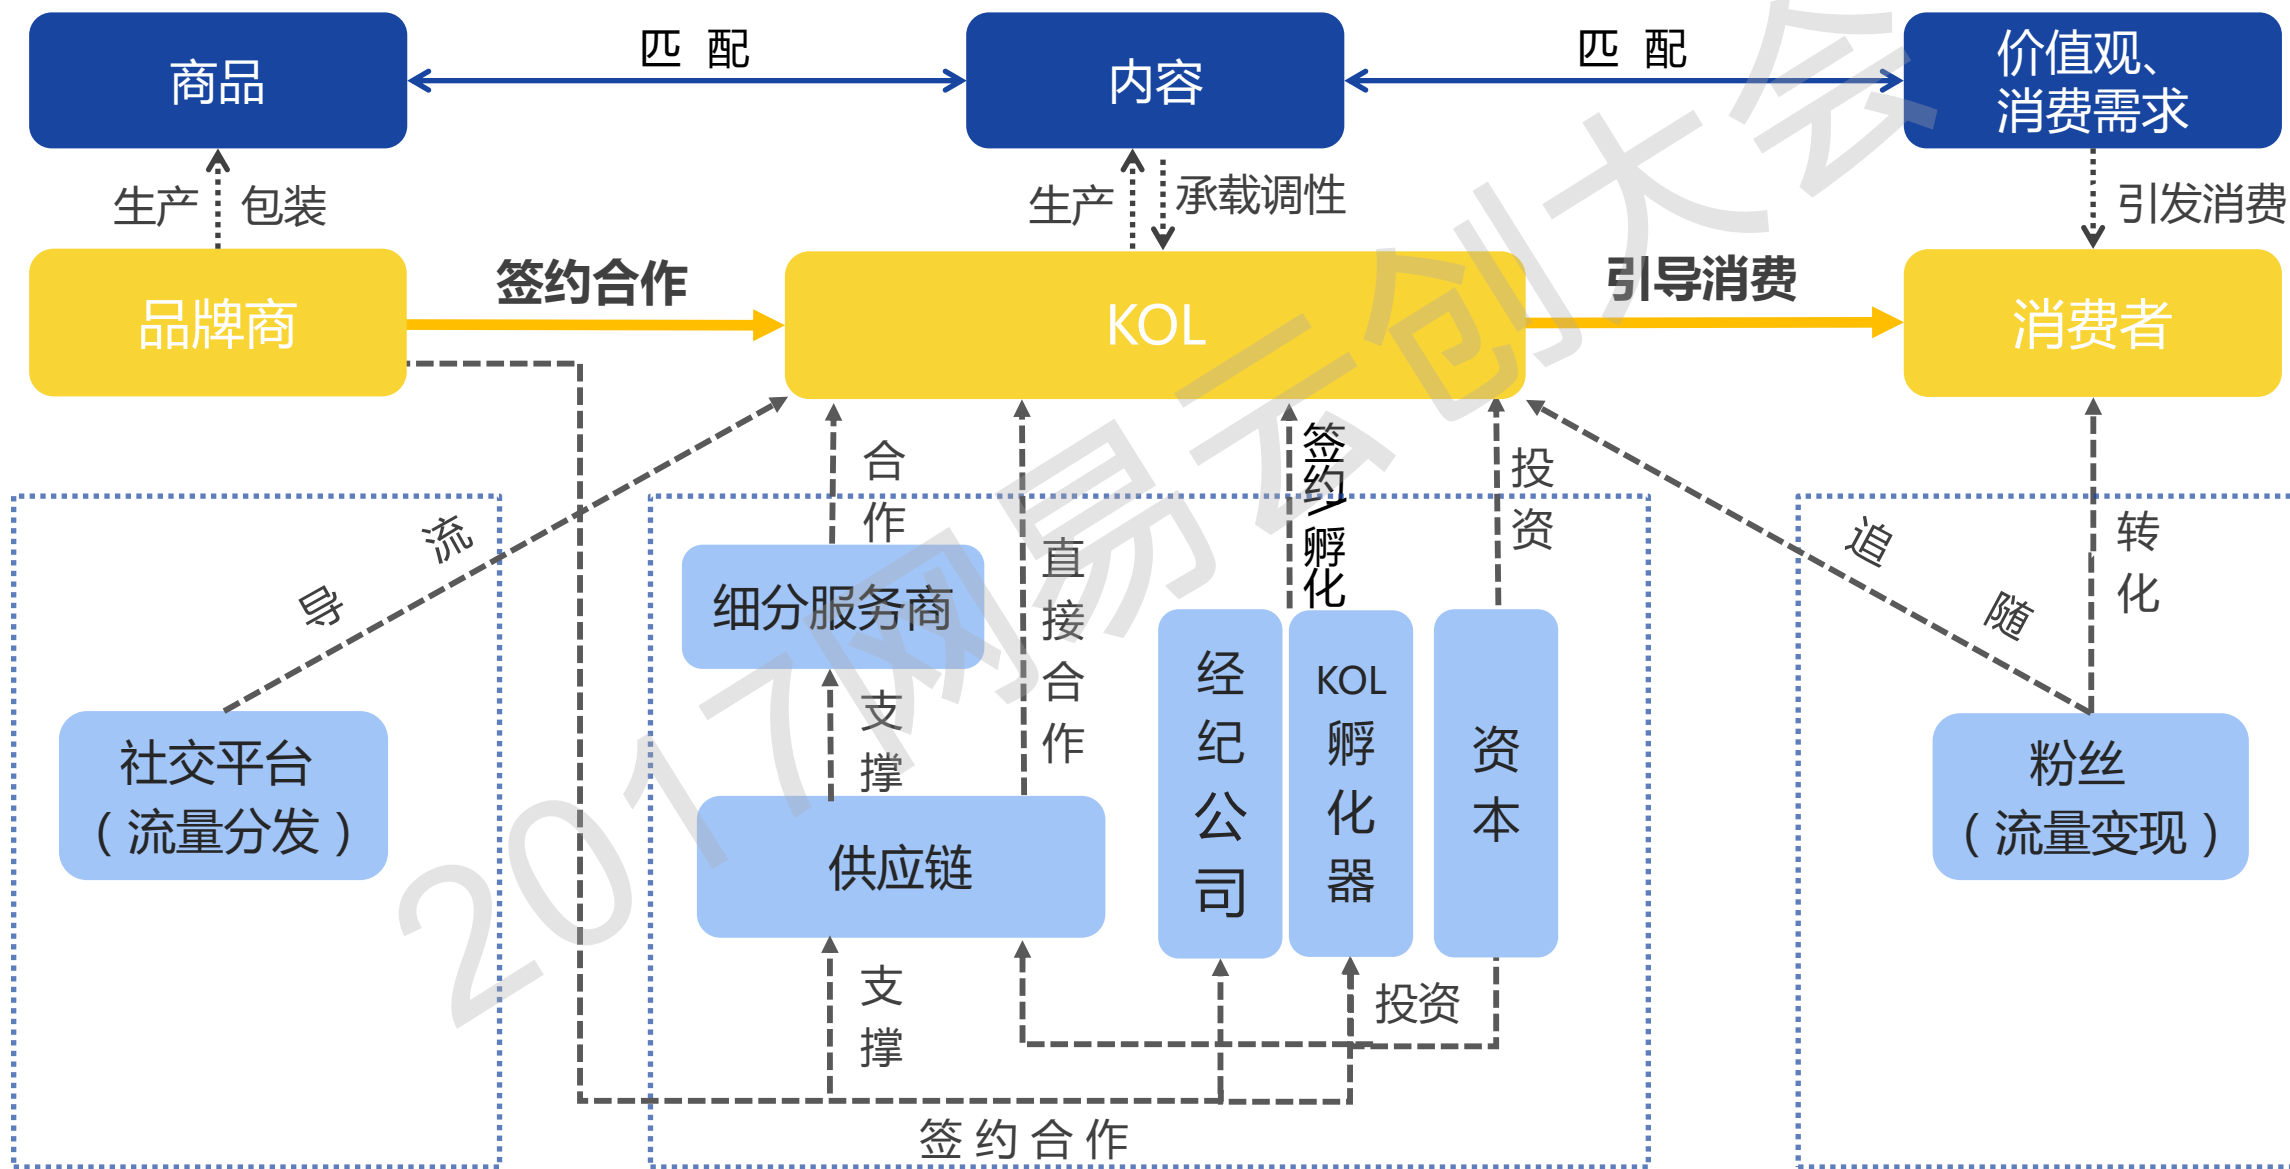 商品
匹 配
内容
匹 配
价值观、
消费需求
生产
包装
生产
承载调性
引发消费
品牌商
签约合作
KOL
引导消费
消费者
导流
合作
直接合作
签约/孵化
投资
追随
转化
细分服务商
支撑
社交平台
（流量分发）
供应链
经纪公司
KOL
孵化器
资本
粉丝
（流量变现）
支撑
投资
签约合作
2017网易云创大会